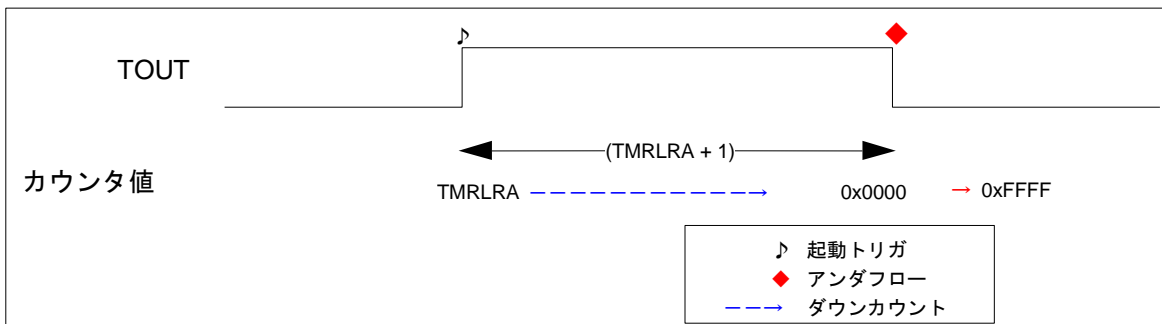 ♪
◆
TOUT
(TMRLRA + 1)
カウンタ値
TMRLRA ----→ 0x0000 → 0xFFFF
♪ 起動トリガ
◆ アンダフロー
---→ ダウンカウント